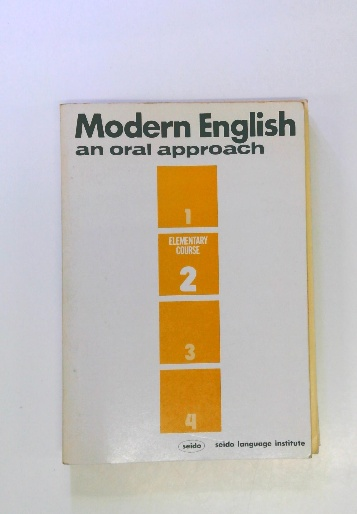 Modern English
an oral approach
1
ELEMENTARY
COURSE
2
3
4
seido seido language institute